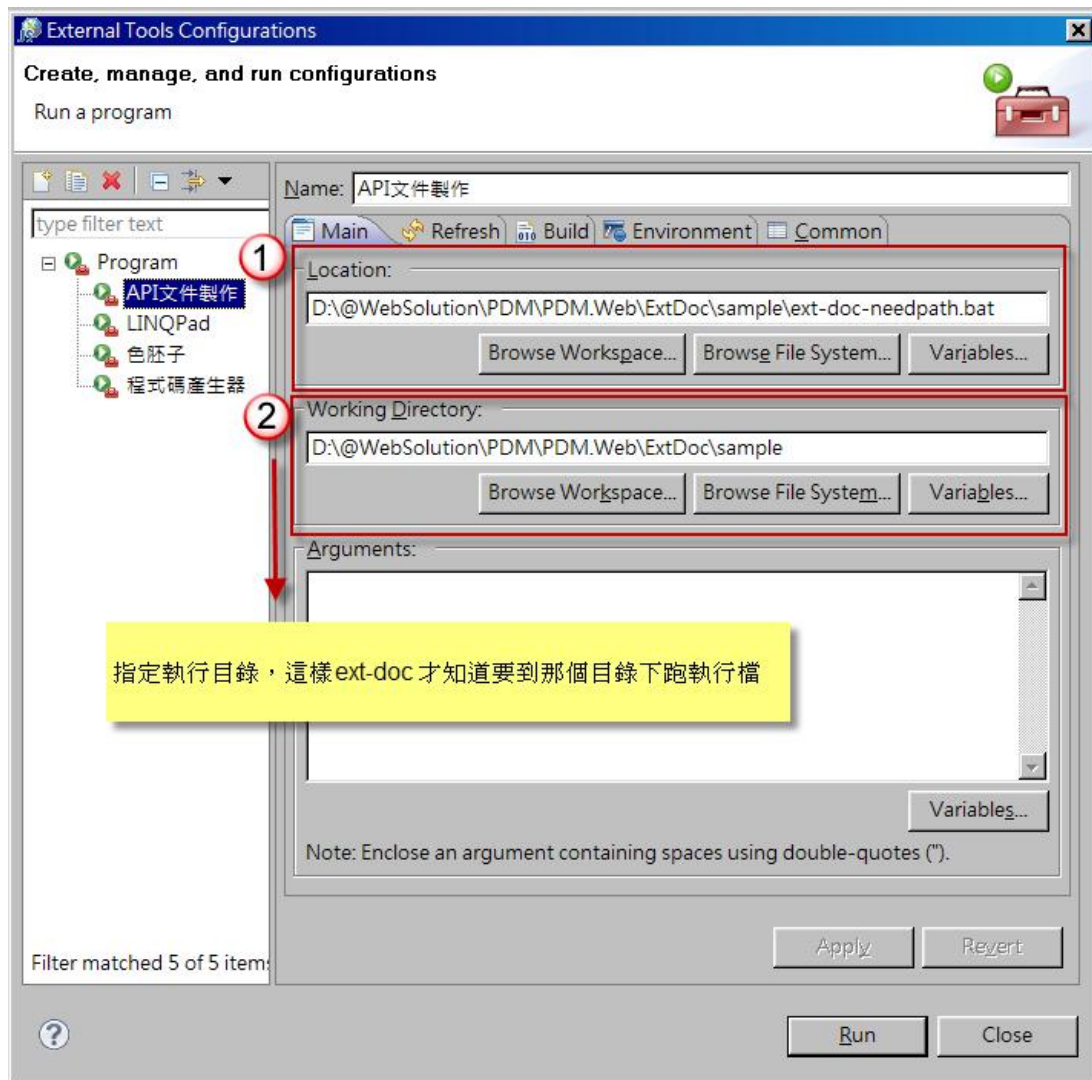 External Tools Configurations
Create, manage, and run configurations
Run a program
type filter text
Program
API文件製作
LINQPad
色胚子
程式碼產生器
Filter matched 5 of 5 items
Name: API文件製作
Main Refresh Build Environment Common
1
Location:
D:\@WebSolution\PDM\PDM.Web\ExtDoc\sample\ext-doc-needpath.bat
Browse Workspace... Browse File System... Variables...
2
Working Directory:
D:\@WebSolution\PDM\PDM.Web\ExtDoc\sample
Browse Workspace... Browse File System... Variables...
Arguments:
指定執行目錄，這樣ext-doc 才知道要到那個目錄下跑執行檔
Variables...
Note: Enclose an argument containing spaces using double-quotes (").
Apply Revert
? Run Close